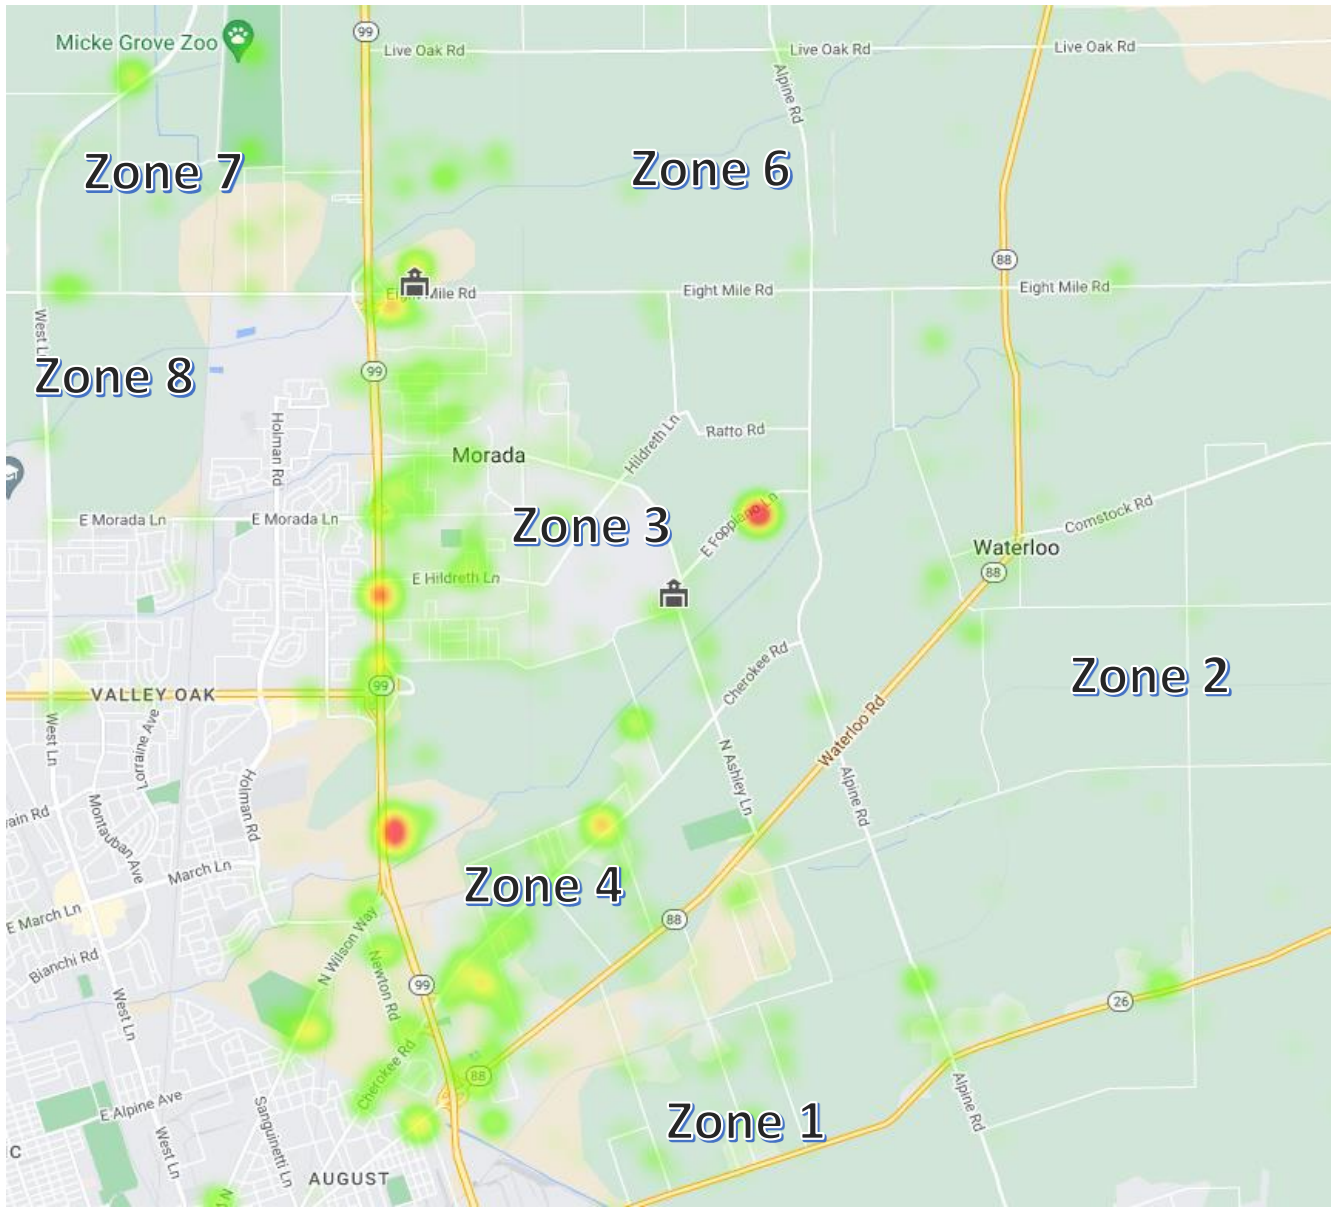 Micke Grove Zoo
99
Live Oak Rd
Live Oak Rd
Live Oak Rd
Alpine Rd
Zone 7
Zone 6
88
Eight Mile Rd
Eight Mile Rd
Eight Mile Rd
West L
Zone 8
99
Holman Rd
Hildreth Ln
Ratto Rd
Morada
E Morada Ln
E Morada Ln
Zone 3
E Foppiano Ln
Comstock Rd
Waterloo
88
E Hildreth Ln
Zone 2
Cherokee Rd
99
VALLEY OAK
West Ln
Lorraine Ave
Waterloo Rd
N Ashley Ln
Alpine Rd
Holman Rd
ain Rd
Montauban Ave
March Ln
Zone 4
E March Ln
88
N Wilson Way
Bianchi Rd
Newton Rd
99
West Ln
26
Cherokee Rd
88
E Alpine Ave
Sanguinetti Ln
West Ln
Alpine Rd
Zone 1
C
AUGUST